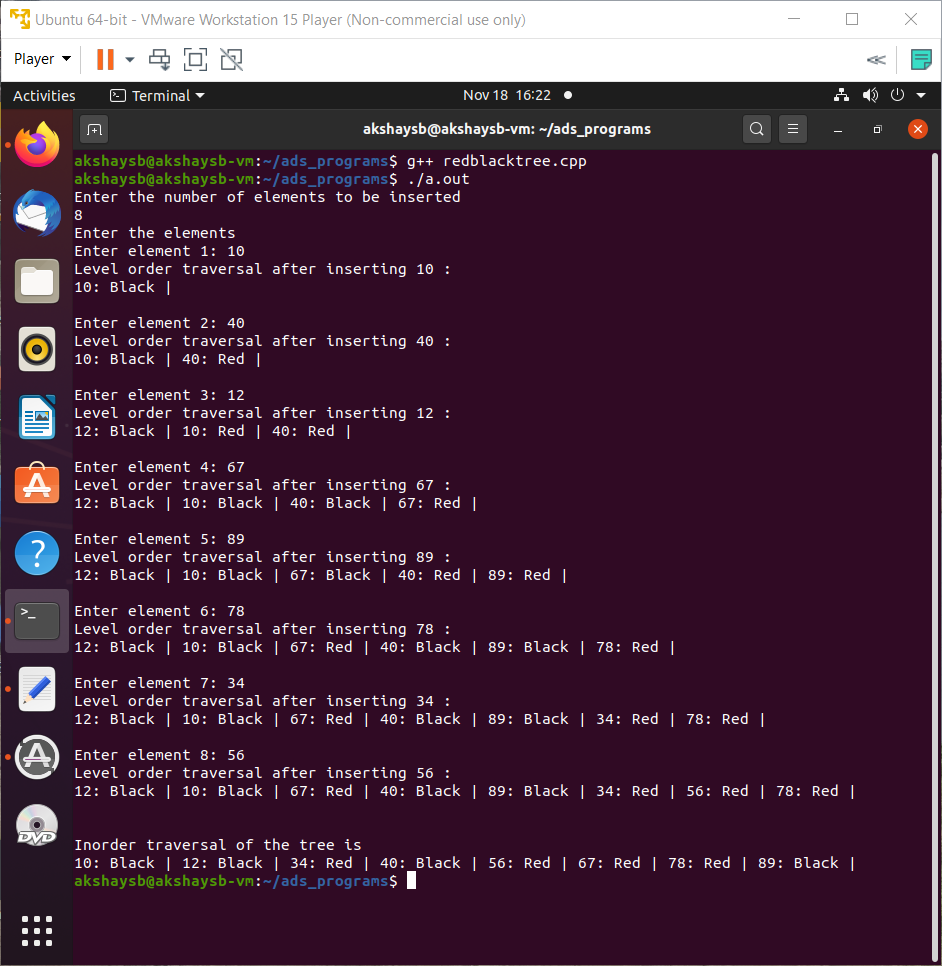 Ubuntu 64-bit - VMware Workstation 15 Player (Non-commercial use only)
Player
Activities
Terminal
Nov 18 16:22
akshaysb@akshaysb-vm: ~/ads_programs
akshaysb@akshaysb-vm:~/ads_programs$ g++ redblacktree.cpp
akshaysb@akshaysb-vm:~/ads_programs$ ./a.out
Enter the number of elements to be inserted
8
Enter the elements
Enter element 1: 10
Level order traversal after inserting 10 :
10: Black |
Enter element 2: 40
Level order traversal after inserting 40 :
10: Black | 40: Red |
Enter element 3: 12
Level order traversal after inserting 12 :
12: Black | 10: Red | 40: Red |
Enter element 4: 67
Level order traversal after inserting 67 :
12: Black | 10: Black | 40: Black | 67: Red |
Enter element 5: 89
Level order traversal after inserting 89 :
12: Black | 10: Black | 67: Black | 40: Red | 89: Red |
Enter element 6: 78
Level order traversal after inserting 78 :
12: Black | 10: Black | 67: Red | 40: Black | 89: Black | 78: Red |
Enter element 7: 34
Level order traversal after inserting 34 :
12: Black | 10: Black | 67: Red | 40: Black | 89: Black | 34: Red | 78: Red |
Enter element 8: 56
Level order traversal after inserting 56 :
12: Black | 10: Black | 67: Red | 40: Black | 89: Black | 34: Red | 56: Red | 78: Red |
Inorder traversal of the tree is
10: Black | 12: Black | 34: Red | 40: Black | 56: Red | 67: Red | 78: Red | 89: Black |
akshaysb@akshaysb-vm:~/ads_programs$
DVD